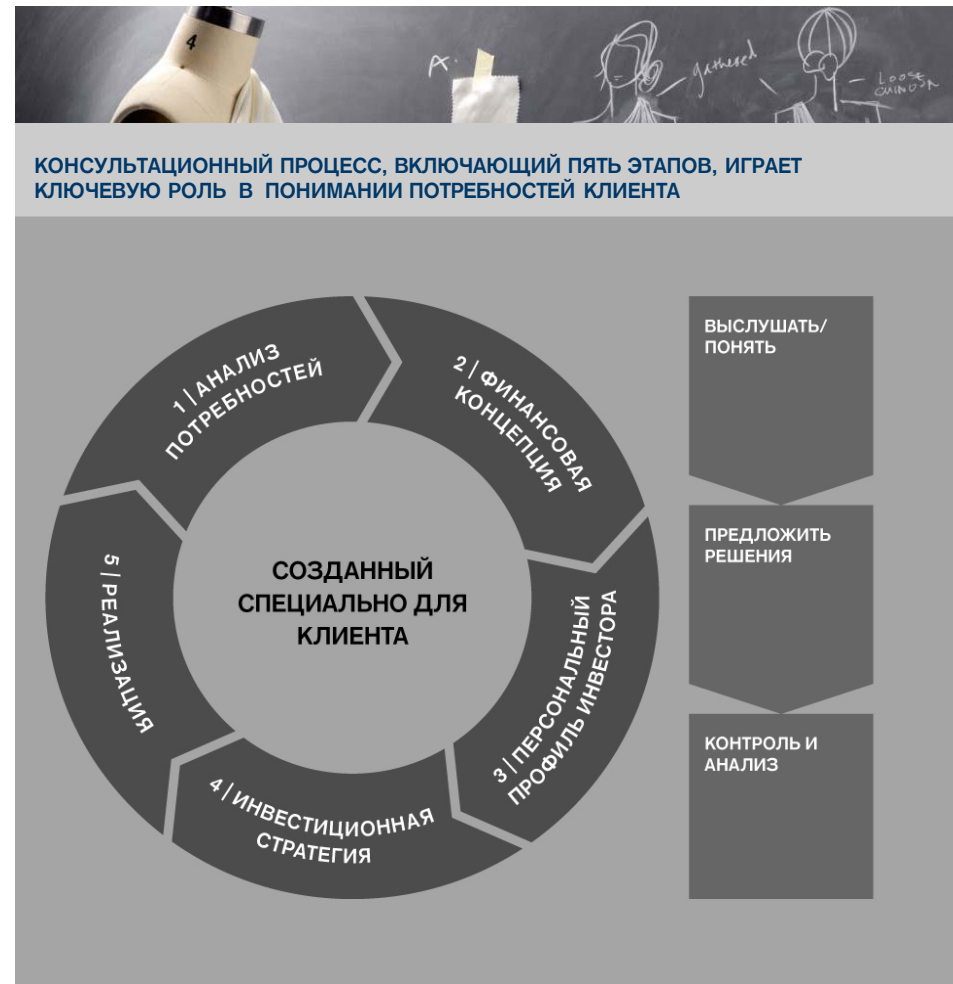 4
A.
gathered
LOOSE
КОНСУЛЬТАЦИОННЫЙ ПРОЦЕСС, ВКЛЮЧАЮЩИЙ ПЯТЬ ЭТАПОВ, ИГРАЕТ
КЛЮЧЕВУЮ РОЛЬ В ПОНИМАНИИ ПОТРЕБНОСТЕЙ КЛИЕНТА
1 | АНАЛИЗ
ПОТРЕБНОСТЕЙ
2 | ФИНАНСОВАЯ
КОНЦЕПЦИЯ
3 | ПЕРСОНАЛЬНЫЙ
ПРОФИЛЬ ИНВЕСТОРА
4 | ИНВЕСТИЦИОННАЯ
СТРАТЕГИЯ
5 | РЕАЛИЗАЦИЯ
СОЗДАННЫЙ
СПЕЦИАЛЬНО ДЛЯ
КЛИЕНТА
ВЫСЛУШАТЬ/
ПОНЯТЬ
ПРЕДЛОЖИТЬ
РЕШЕНИЯ
КОНТРОЛЬ И
АНАЛИЗ